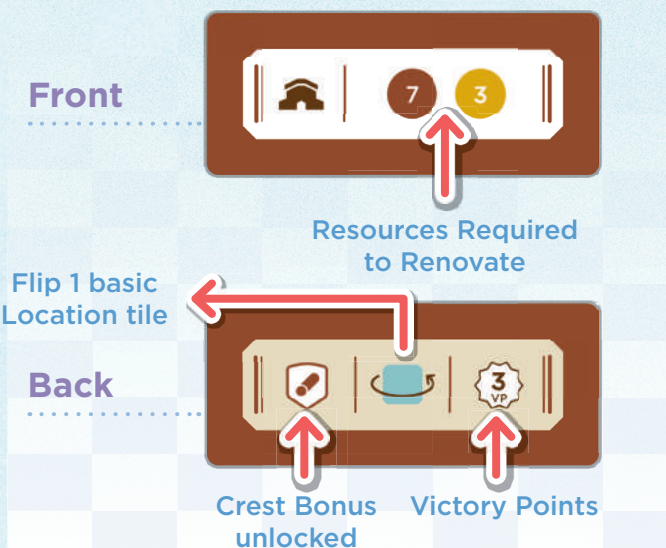 Front
7 3
Resources Required
to Renovate
Flip 1 basic
Location tile
Back
3
VP
Crest Bonus
unlocked
Victory Points